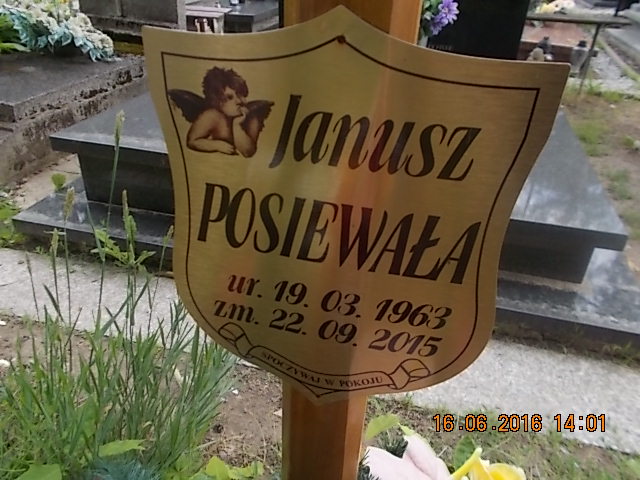 Janusz
POSIEWAŁA
ur. 19. 03. 1963
zm. 22. 09. 2015
SPOCZYWAJ W POKOJU
16.06.2016 14:01